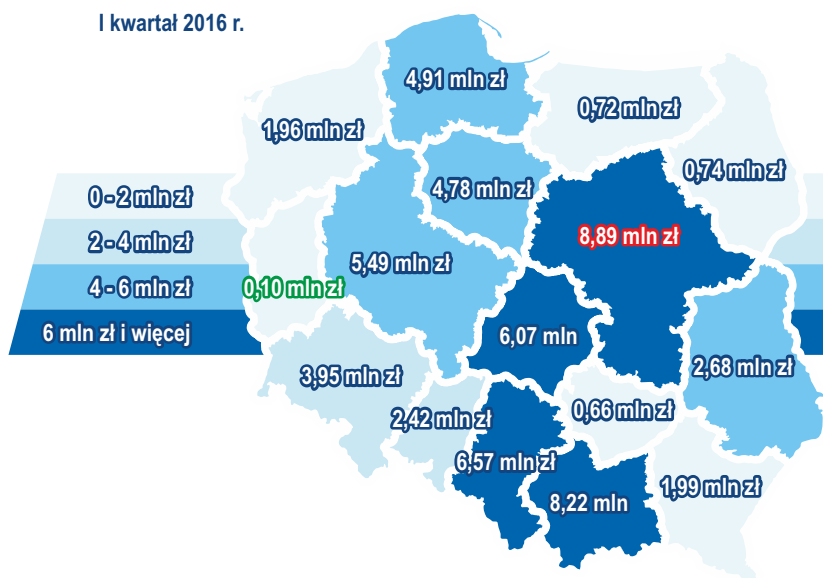 I kwartał 2016 r.
4,91 mln zł
0,72 mln zł
1,96 mln zł
0,74 mln zł
4,78 mln zł
0 - 2 mln zł
2 - 4 mln zł
8,89 mln zł
5,49 mln zł
4 - 6 mln zł
0,10 mln zł
6 mln zł i więcej
6,07 mln
2,68 mln zł
3,95 mln zł
2,42 mln zł
0,66 mln zł
6,57 mln zł
1,99 mln zł
8,22 mln